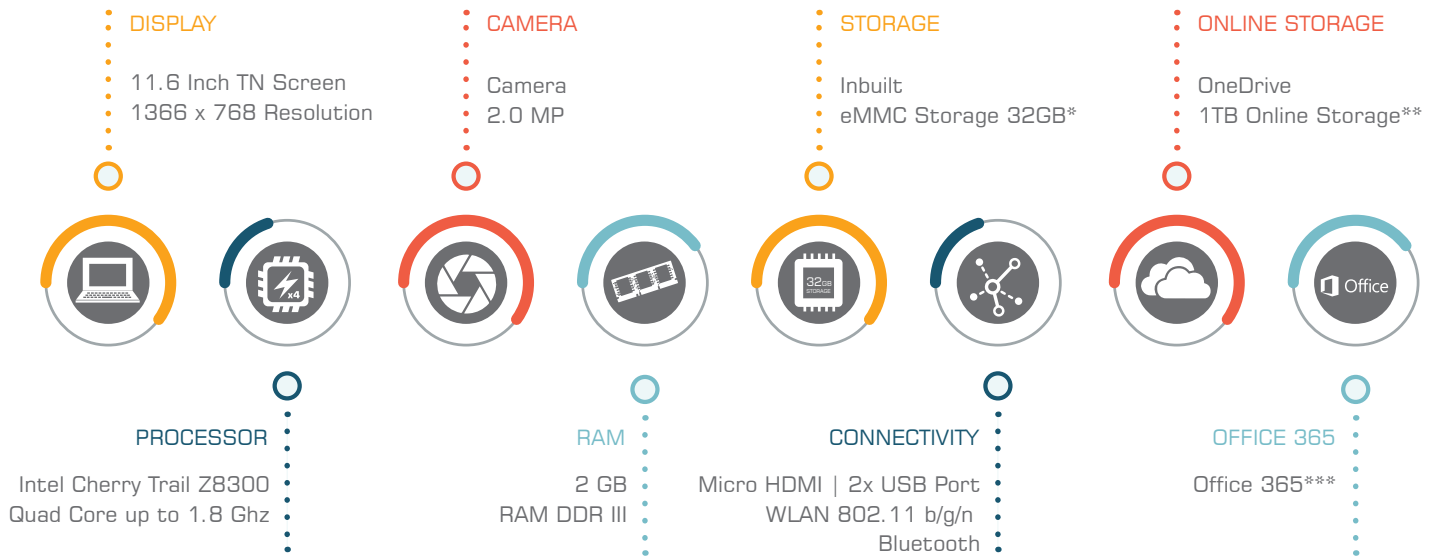 DISPLAY
11.6 Inch TN Screen
1366 x 768 Resolution
CAMERA
Camera
2.0 MP
STORAGE
Inbuilt
eMMC Storage 32GB*
ONLINE STORAGE
OneDrive
1TB Online Storage**
x4
32GB
STORAGE
Office
PROCESSOR
Intel Cherry Trail Z8300
Quad Core up to 1.8 Ghz
RAM
2 GB
RAM DDR III
CONNECTIVITY
Micro HDMI | 2x USB Port
WLAN 802.11 b/g/n
Bluetooth
OFFICE 365
Office 365***